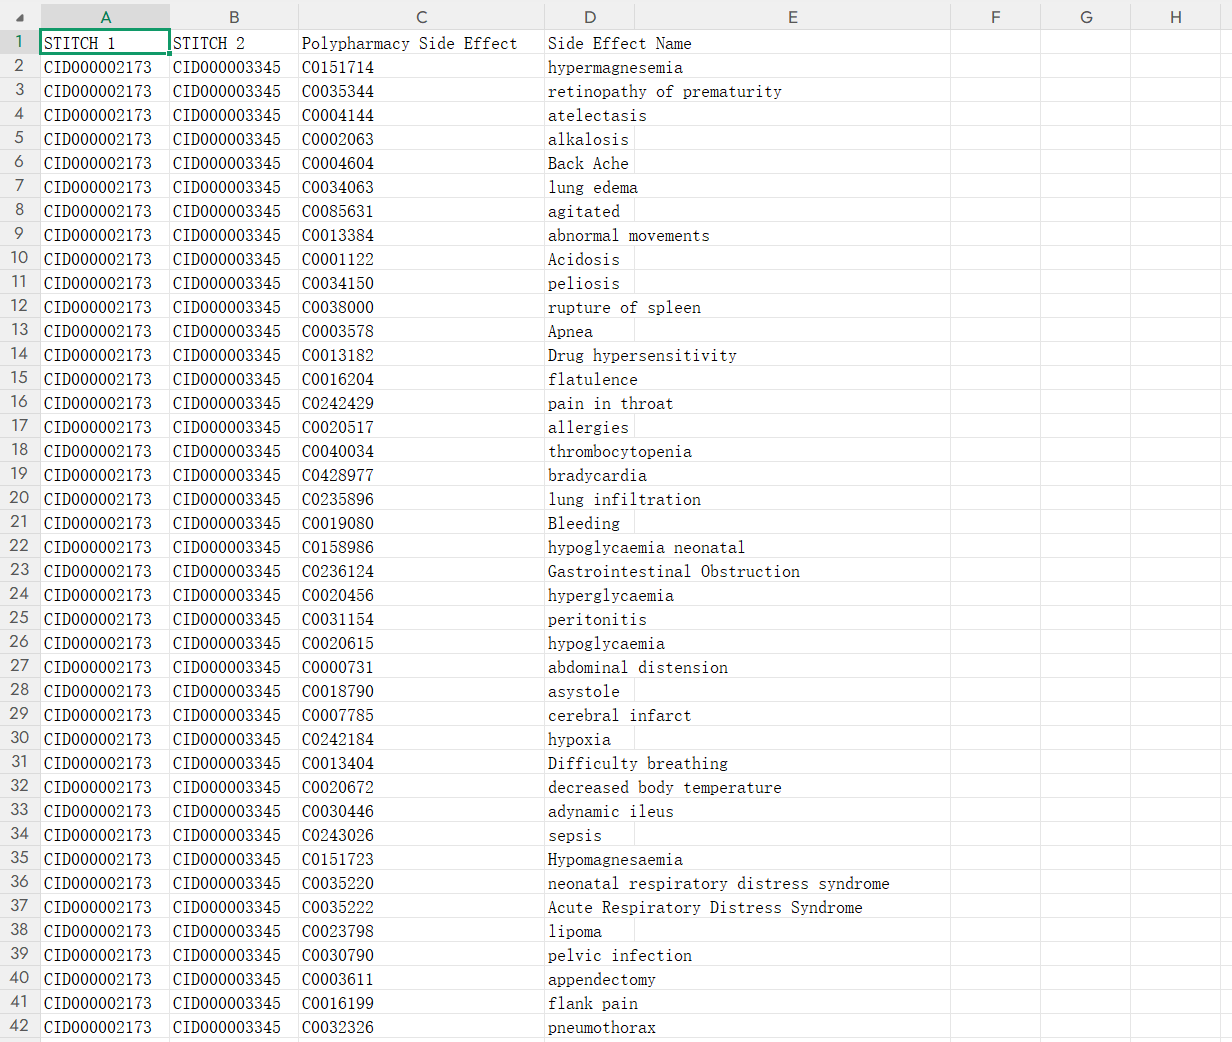 A B C D E F G H
1 STITCH 1 STITCH 2 Polypharmacy Side Effect Side Effect Name
2 CID000002173 CID000003345 C0151714 hypermagnesemia
3 CID000002173 CID000003345 C0035344 retinopathy of prematurity
4 CID000002173 CID000003345 C0004144 atelectasis
5 CID000002173 CID000003345 C0002063 alkalosis
6 CID000002173 CID000003345 C0004604 Back Ache
7 CID000002173 CID000003345 C0034063 lung edema
8 CID000002173 CID000003345 C0085631 agitated
9 CID000002173 CID000003345 C0013384 abnormal movements
10 CID000002173 CID000003345 C0001122 Acidosis
11 CID000002173 CID000003345 C0034150 peliosis
12 CID000002173 CID000003345 C0038000 rupture of spleen
13 CID000002173 CID000003345 C0003578 Apnea
14 CID000002173 CID000003345 C0013182 Drug hypersensitivity
15 CID000002173 CID000003345 C0016204 flatulence
16 CID000002173 CID000003345 C0242429 pain in throat
17 CID000002173 CID000003345 C0020517 allergies
18 CID000002173 CID000003345 C0040034 thrombocytopenia
19 CID000002173 CID000003345 C0428977 bradycardia
20 CID000002173 CID000003345 C0235896 lung infiltration
21 CID000002173 CID000003345 C0019080 Bleeding
22 CID000002173 CID000003345 C0158986 hypoglycaemia neonatal
23 CID000002173 CID000003345 C0236124 Gastrointestinal Obstruction
24 CID000002173 CID000003345 C0020456 hyperglycaemia
25 CID000002173 CID000003345 C0031154 peritonitis
26 CID000002173 CID000003345 C0020615 hypoglycaemia
27 CID000002173 CID000003345 C0000731 abdominal distension
28 CID000002173 CID000003345 C0018790 asystole
29 CID000002173 CID000003345 C0007785 cerebral infarct
30 CID000002173 CID000003345 C0242184 hypoxia
31 CID000002173 CID000003345 C0013404 Difficulty breathing
32 CID000002173 CID000003345 C0020672 decreased body temperature
33 CID000002173 CID000003345 C0030446 adynamic ileus
34 CID000002173 CID000003345 C0243026 sepsis
35 CID000002173 CID000003345 C0151723 Hypomagnesaemia
36 CID000002173 CID000003345 C0035220 neonatal respiratory distress syndrome
37 CID000002173 CID000003345 C0035222 Acute Respiratory Distress Syndrome
38 CID000002173 CID000003345 C0023798 lipoma
39 CID000002173 CID000003345 C0030790 pelvic infection
40 CID000002173 CID000003345 C0003611 appendectomy
41 CID000002173 CID000003345 C0016199 flank pain
42 CID000002173 CID000003345 C0032326 pneumothorax